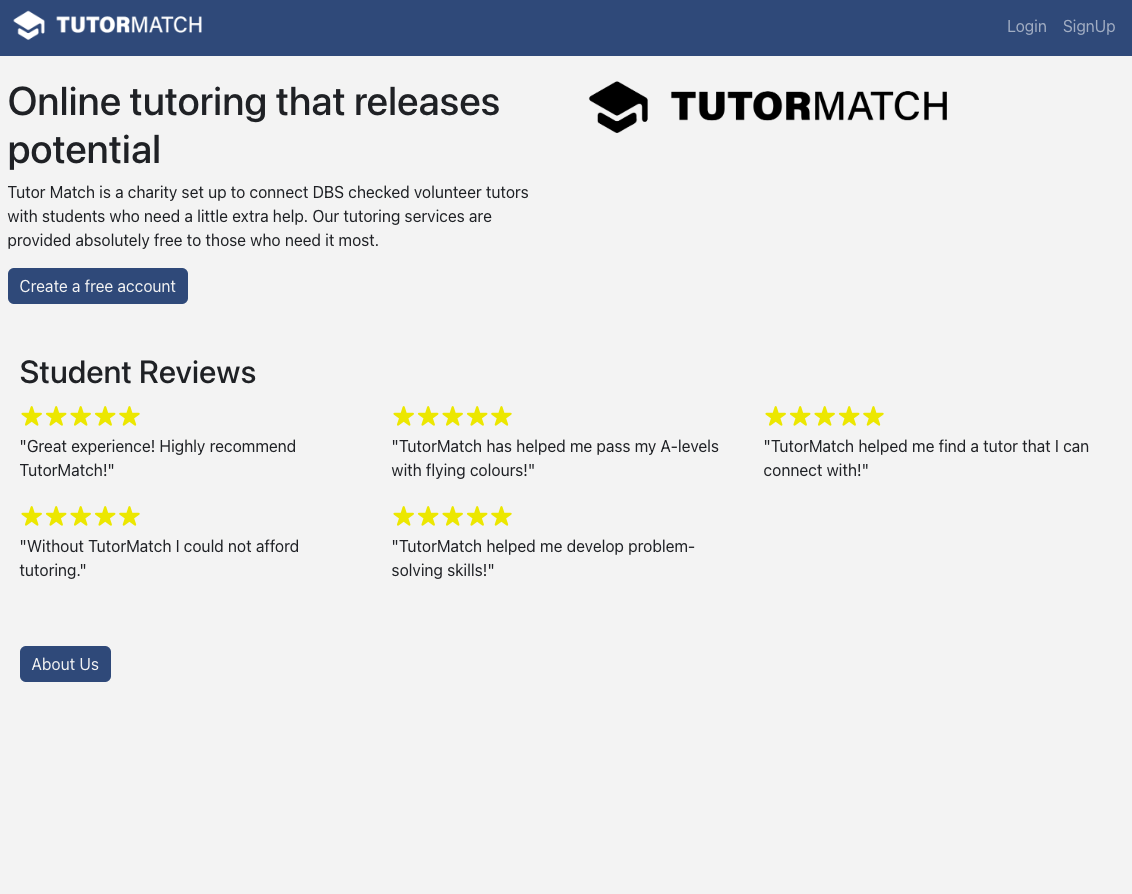 TUTORMATCH
Login
SignUp
Online tutoring that releases
potential
TUTORMATCH
Tutor Match is a charity set up to connect DBS checked volunteer tutors
with students who need a little extra help. Our tutoring services are
provided absolutely free to those who need it most.
Create a free account
Student Reviews
"Great experience! Highly recommend
TutorMatch!"
"TutorMatch has helped me pass my A-levels
with flying colours!"
"TutorMatch helped me find a tutor that I can
connect with!"
"Without TutorMatch I could not afford
tutoring."
"TutorMatch helped me develop problem-
solving skills!"
About Us